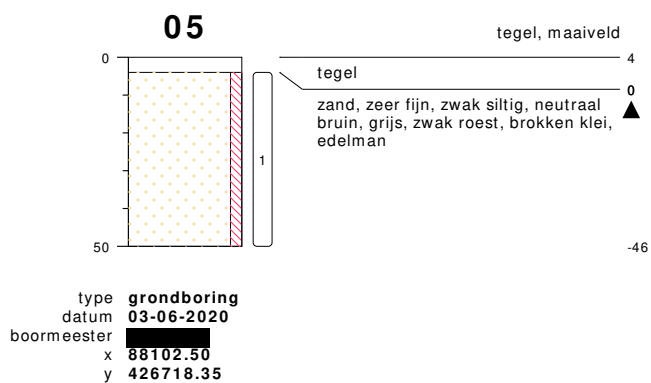 05
tegel, maaiveld
0
4
tegel
0
zand, zeer fijn, zwak siltig, neutraal
bruin, grijs, zwak roest, brokken klei,
edelman
1
50
-46
type grondboring
datum 03-06-2020
boormeester
x 88102.50
y 426718.35